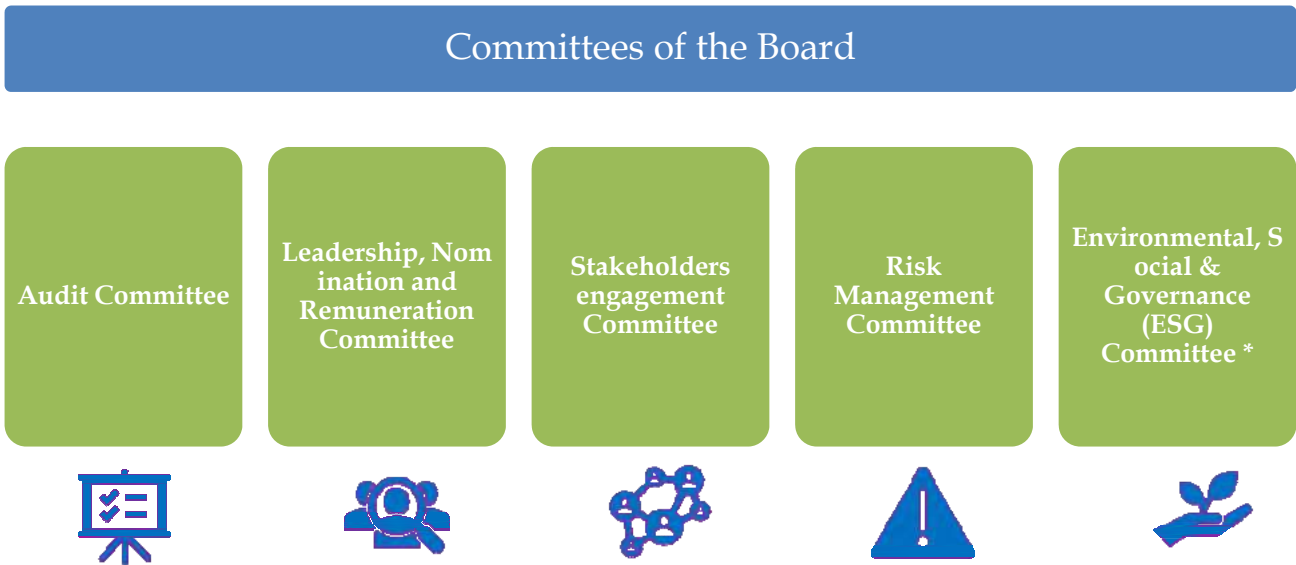 Committees of the Board
Audit Committee
Leadership, Nom
ination and
Remuneration
Committee
Stakeholders
engagement
Committee
Risk
Management
Committee
Environmental, S
ocial &
Governance
(ESG)
Committee *